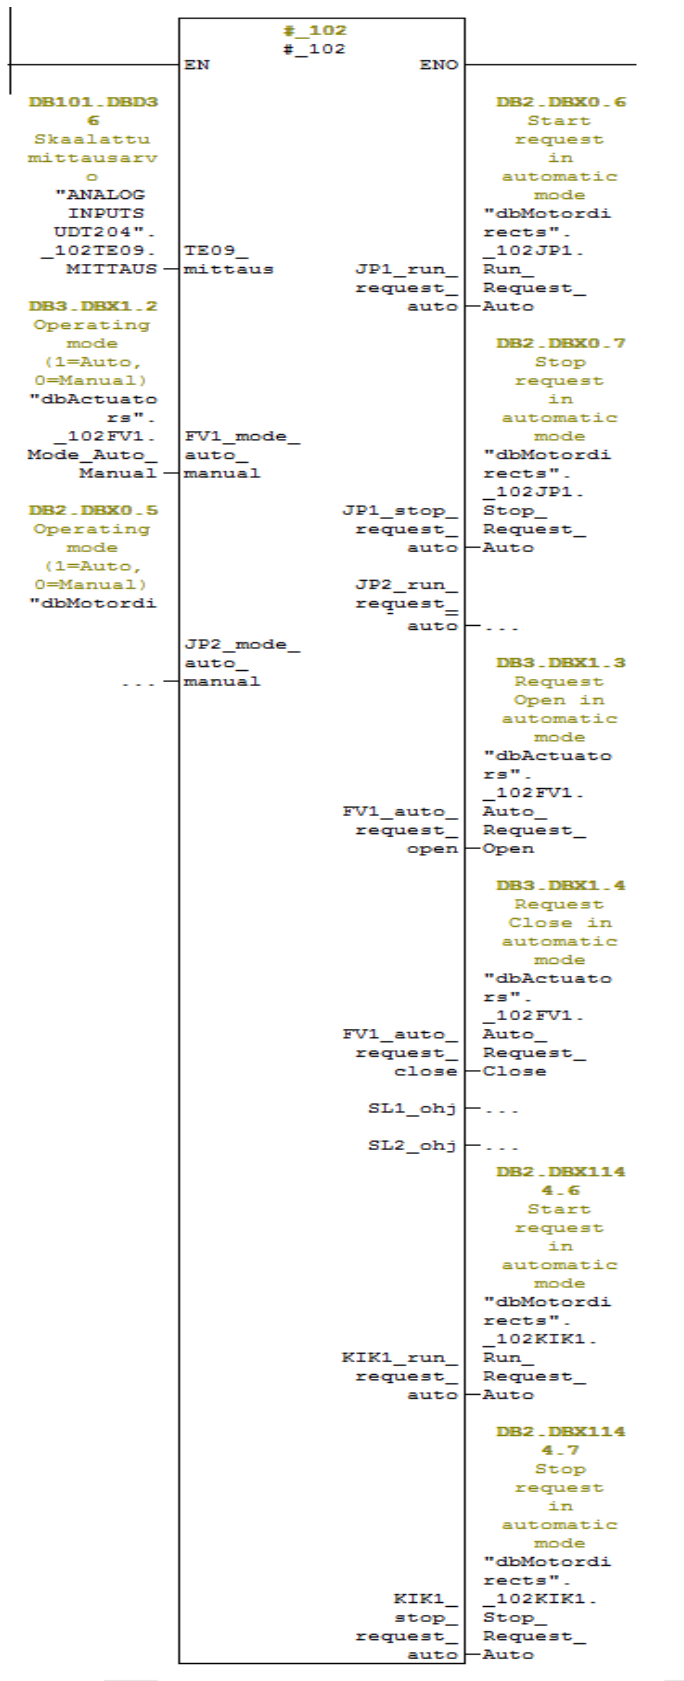 #_102
#_102
EN
ENO
DB101.DBD3
6
Skaalattu
mittausarv
o
"ANALOG
INPUTS
UDT204".
_102TE09.
MITTAUS
TE09_
mittaus
DB3.DBX1.2
Operating
mode
(1=Auto,
0=Manual)
"dbActuato
rs".
_102FV1.
Mode_Auto_
Manual
FV1_mode_
auto_
manual
DB2.DBX0.5
Operating
mode
(1=Auto,
0=Manual)
"dbMotordi
...
JP2_mode_
auto_
manual
JP1_run_
request_
auto
DB2.DBX0.6
Start
request
in
automatic
mode
"dbMotordi
rects".
_102JP1.
Run_
Request_
Auto
JP1_stop_
request_
auto
DB2.DBX0.7
Stop
request
in
automatic
mode
"dbMotordi
rects".
_102JP1.
Stop_
Request_
Auto
JP2_run_
request_
auto
...
FV1_auto_
request_
open
DB3.DBX1.3
Request
Open in
automatic
mode
"dbActuato
rs".
_102FV1.
Auto_
Request_
Open
FV1_auto_
request_
close
DB3.DBX1.4
Request
Close in
automatic
mode
"dbActuato
rs".
_102FV1.
Auto_
Request_
Close
SL1_ohj
...
SL2_ohj
...
KIK1_run_
request_
auto
DB2.DBX114
4.6
Start
request
in
automatic
mode
"dbMotordi
rects".
_102KIK1.
Run_
Request_
Auto
KIK1_
stop_
request_
auto
DB2.DBX114
4.7
Stop
request
in
automatic
mode
"dbMotordi
rects".
_102KIK1.
Stop_
Request_
Auto